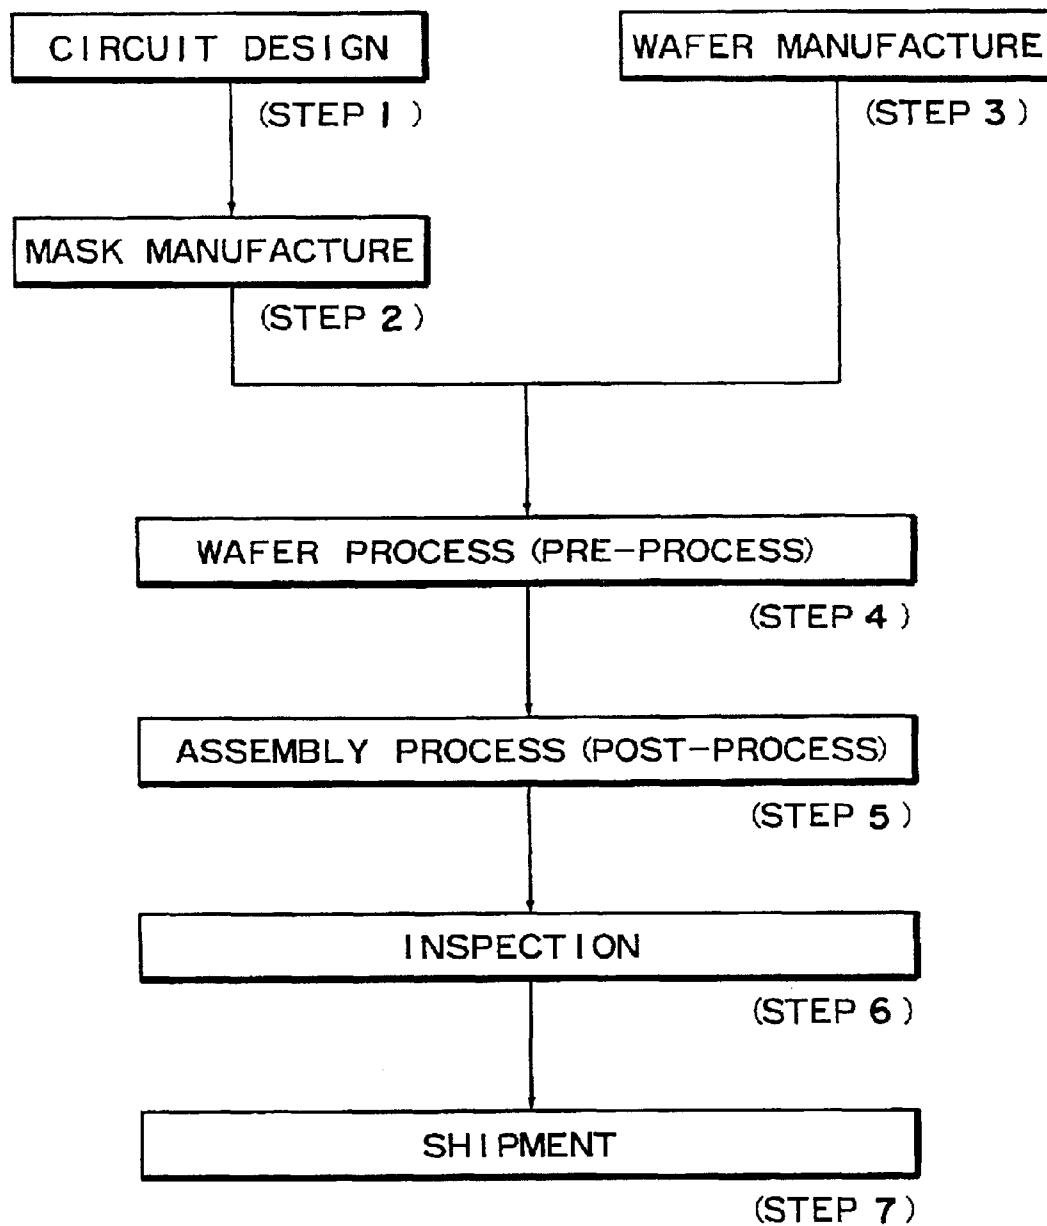 CIRCUIT DESIGN
(STEP 1)
WAFER MANUFACTURE
(STEP 3)
MASK MANUFACTURE
(STEP 2)
WAFER PROCESS (PRE-PROCESS)
(STEP 4)
ASSEMBLY PROCESS (POST-PROCESS)
(STEP 5)
INSPECTION
(STEP 6)
SHIPMENT
(STEP 7)